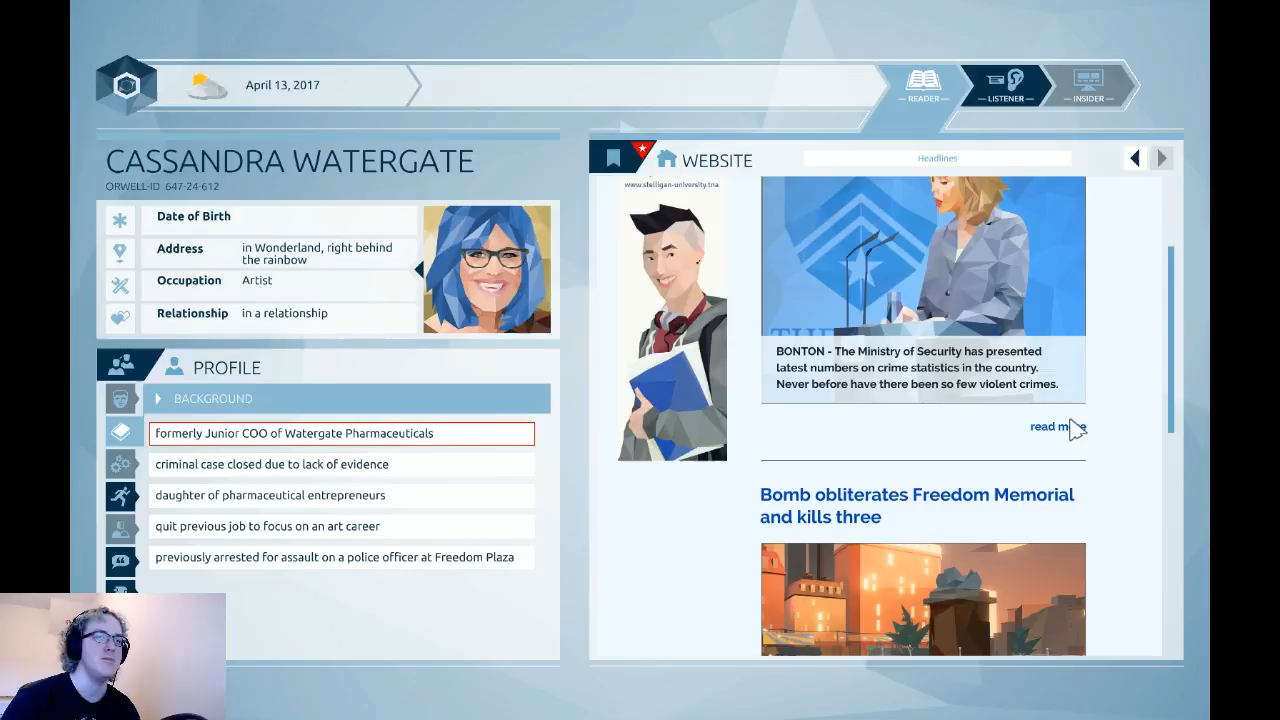 April 13, 2017
READER
LISTENER
INSIDER
CASSANDRA WATERGATE
ORWELL-ID 647-24-612
Date of Birth
Address in Wonderland, right behind
the rainbow
Occupation Artist
Relationship in a relationship
PROFILE
BACKGROUND
formerly Junior COO of Watergate Pharmaceuticals
criminal case closed due to lack of evidence
daughter of pharmaceutical entrepreneurs
quit previous job to focus on an art career
previously arrested for assault on a police officer at Freedom Plaza
WEBSITE
Headlines
www.stelligan-university.tna
THE
BONTON - The Ministry of Security has presented
latest numbers on crime statistics in the country.
Never before have there been so few violent crimes.
read more
Bomb obliterates Freedom Memorial
and kills three